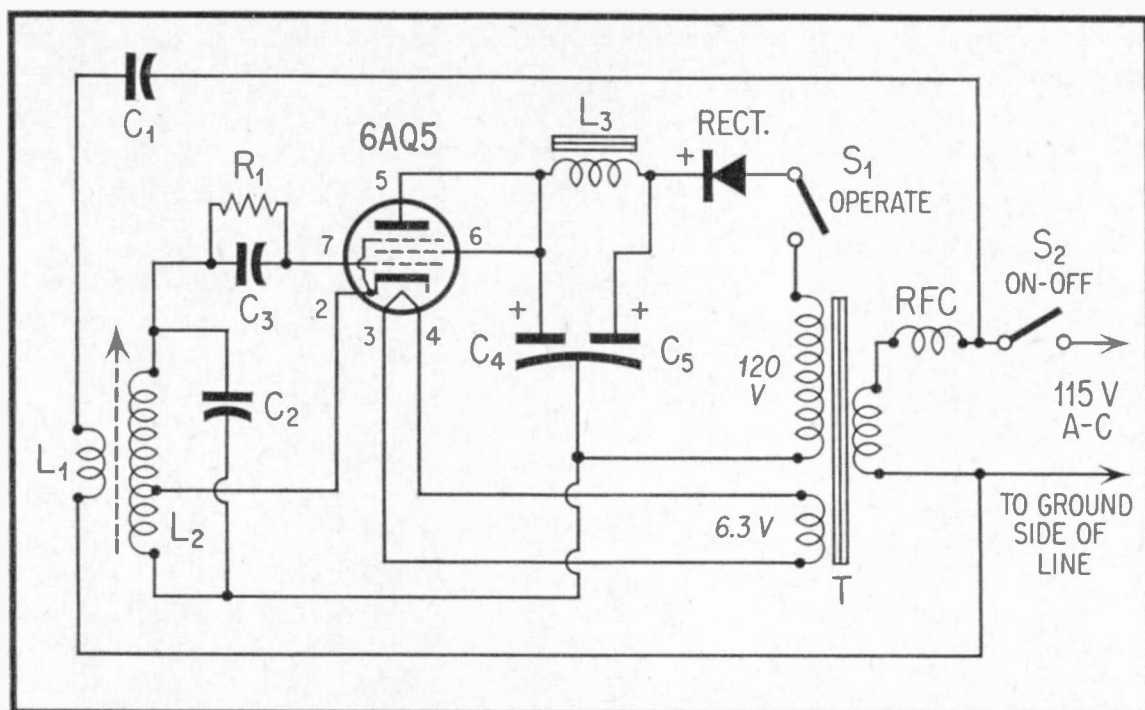 C₁
L₃
RECT.
6AQ5
S₁
OPERATE
R₁
5
+
7
6
S₂
ON-OFF
C₃
2
1
RFC
3
4
+
+
C₄
C₅
120
V
C₂
115 V
A-C
L₁
L₂
6.3 V
TO GROUND
SIDE OF
LINE
T